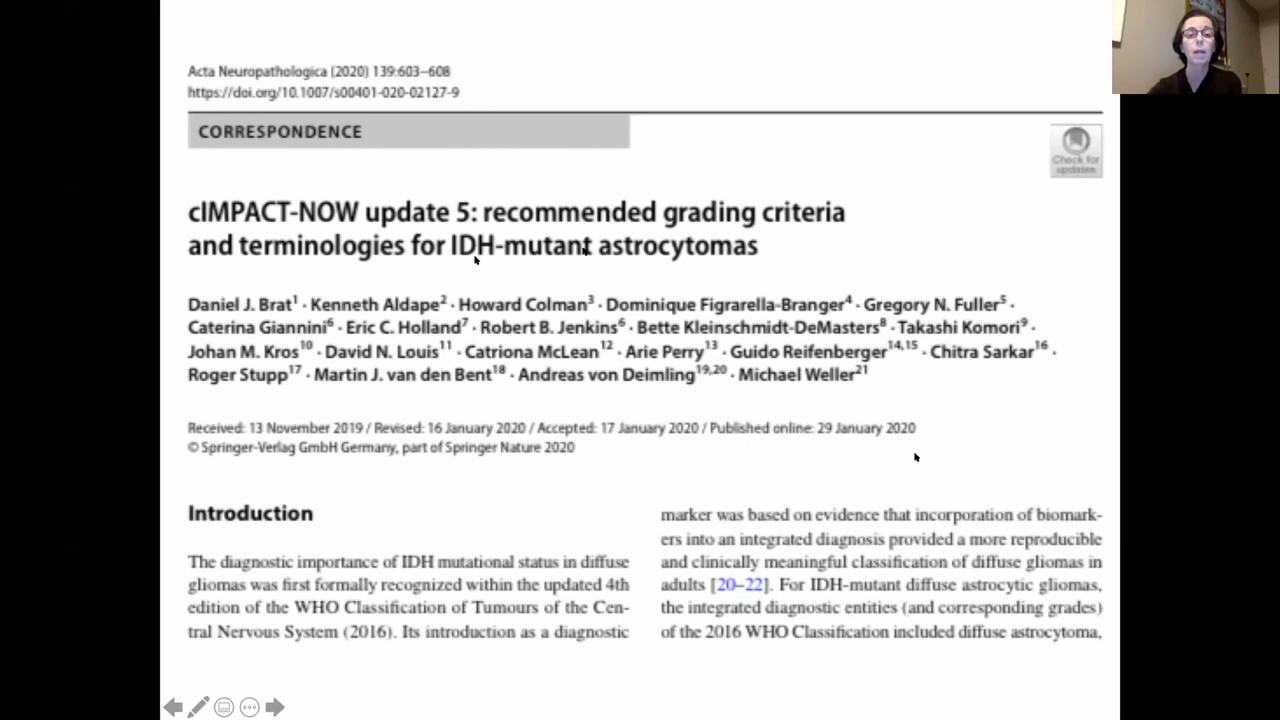 Acta Neuropathologica (2020) 139:603–608
https://doi.org/10.1007/s00401-020-02127-9
CORRESPONDENCE
Check for
updates
cIMPACT-NOW update 5: recommended grading criteria
and terminologies for IDH-mutant astrocytomas
Daniel J. Brat1 · Kenneth Aldape2 · Howard Colman3 · Dominique Figrarella-Branger4 · Gregory N. Fuller5 ·
Caterina Giannini6 · Eric C. Holland7 · Robert B. Jenkins6 · Bette Kleinschmidt-DeMasters8 · Takashi Komori9 ·
Johan M. Kros10 · David N. Louis11 · Catriona McLean12 · Arie Perry13 · Guido Reifenberger14,15 · Chitra Sarkar16 ·
Roger Stupp17 · Martin J. van den Bent18 · Andreas von Deimling19,20 · Michael Weller21
Received: 13 November 2019 / Revised: 16 January 2020 / Accepted: 17 January 2020 / Published online: 29 January 2020
© Springer-Verlag GmbH Germany, part of Springer Nature 2020
Introduction
The diagnostic importance of IDH mutational status in diffuse
gliomas was first formally recognized within the updated 4th
edition of the WHO Classification of Tumours of the Cen-
tral Nervous System (2016). Its introduction as a diagnostic
marker was based on evidence that incorporation of biomark-
ers into an integrated diagnosis provided a more reproducible
and clinically meaningful classification of diffuse gliomas in
adults [20–22]. For IDH-mutant diffuse astrocytic gliomas,
the integrated diagnostic entities (and corresponding grades)
of the 2016 WHO Classification included diffuse astrocytoma,